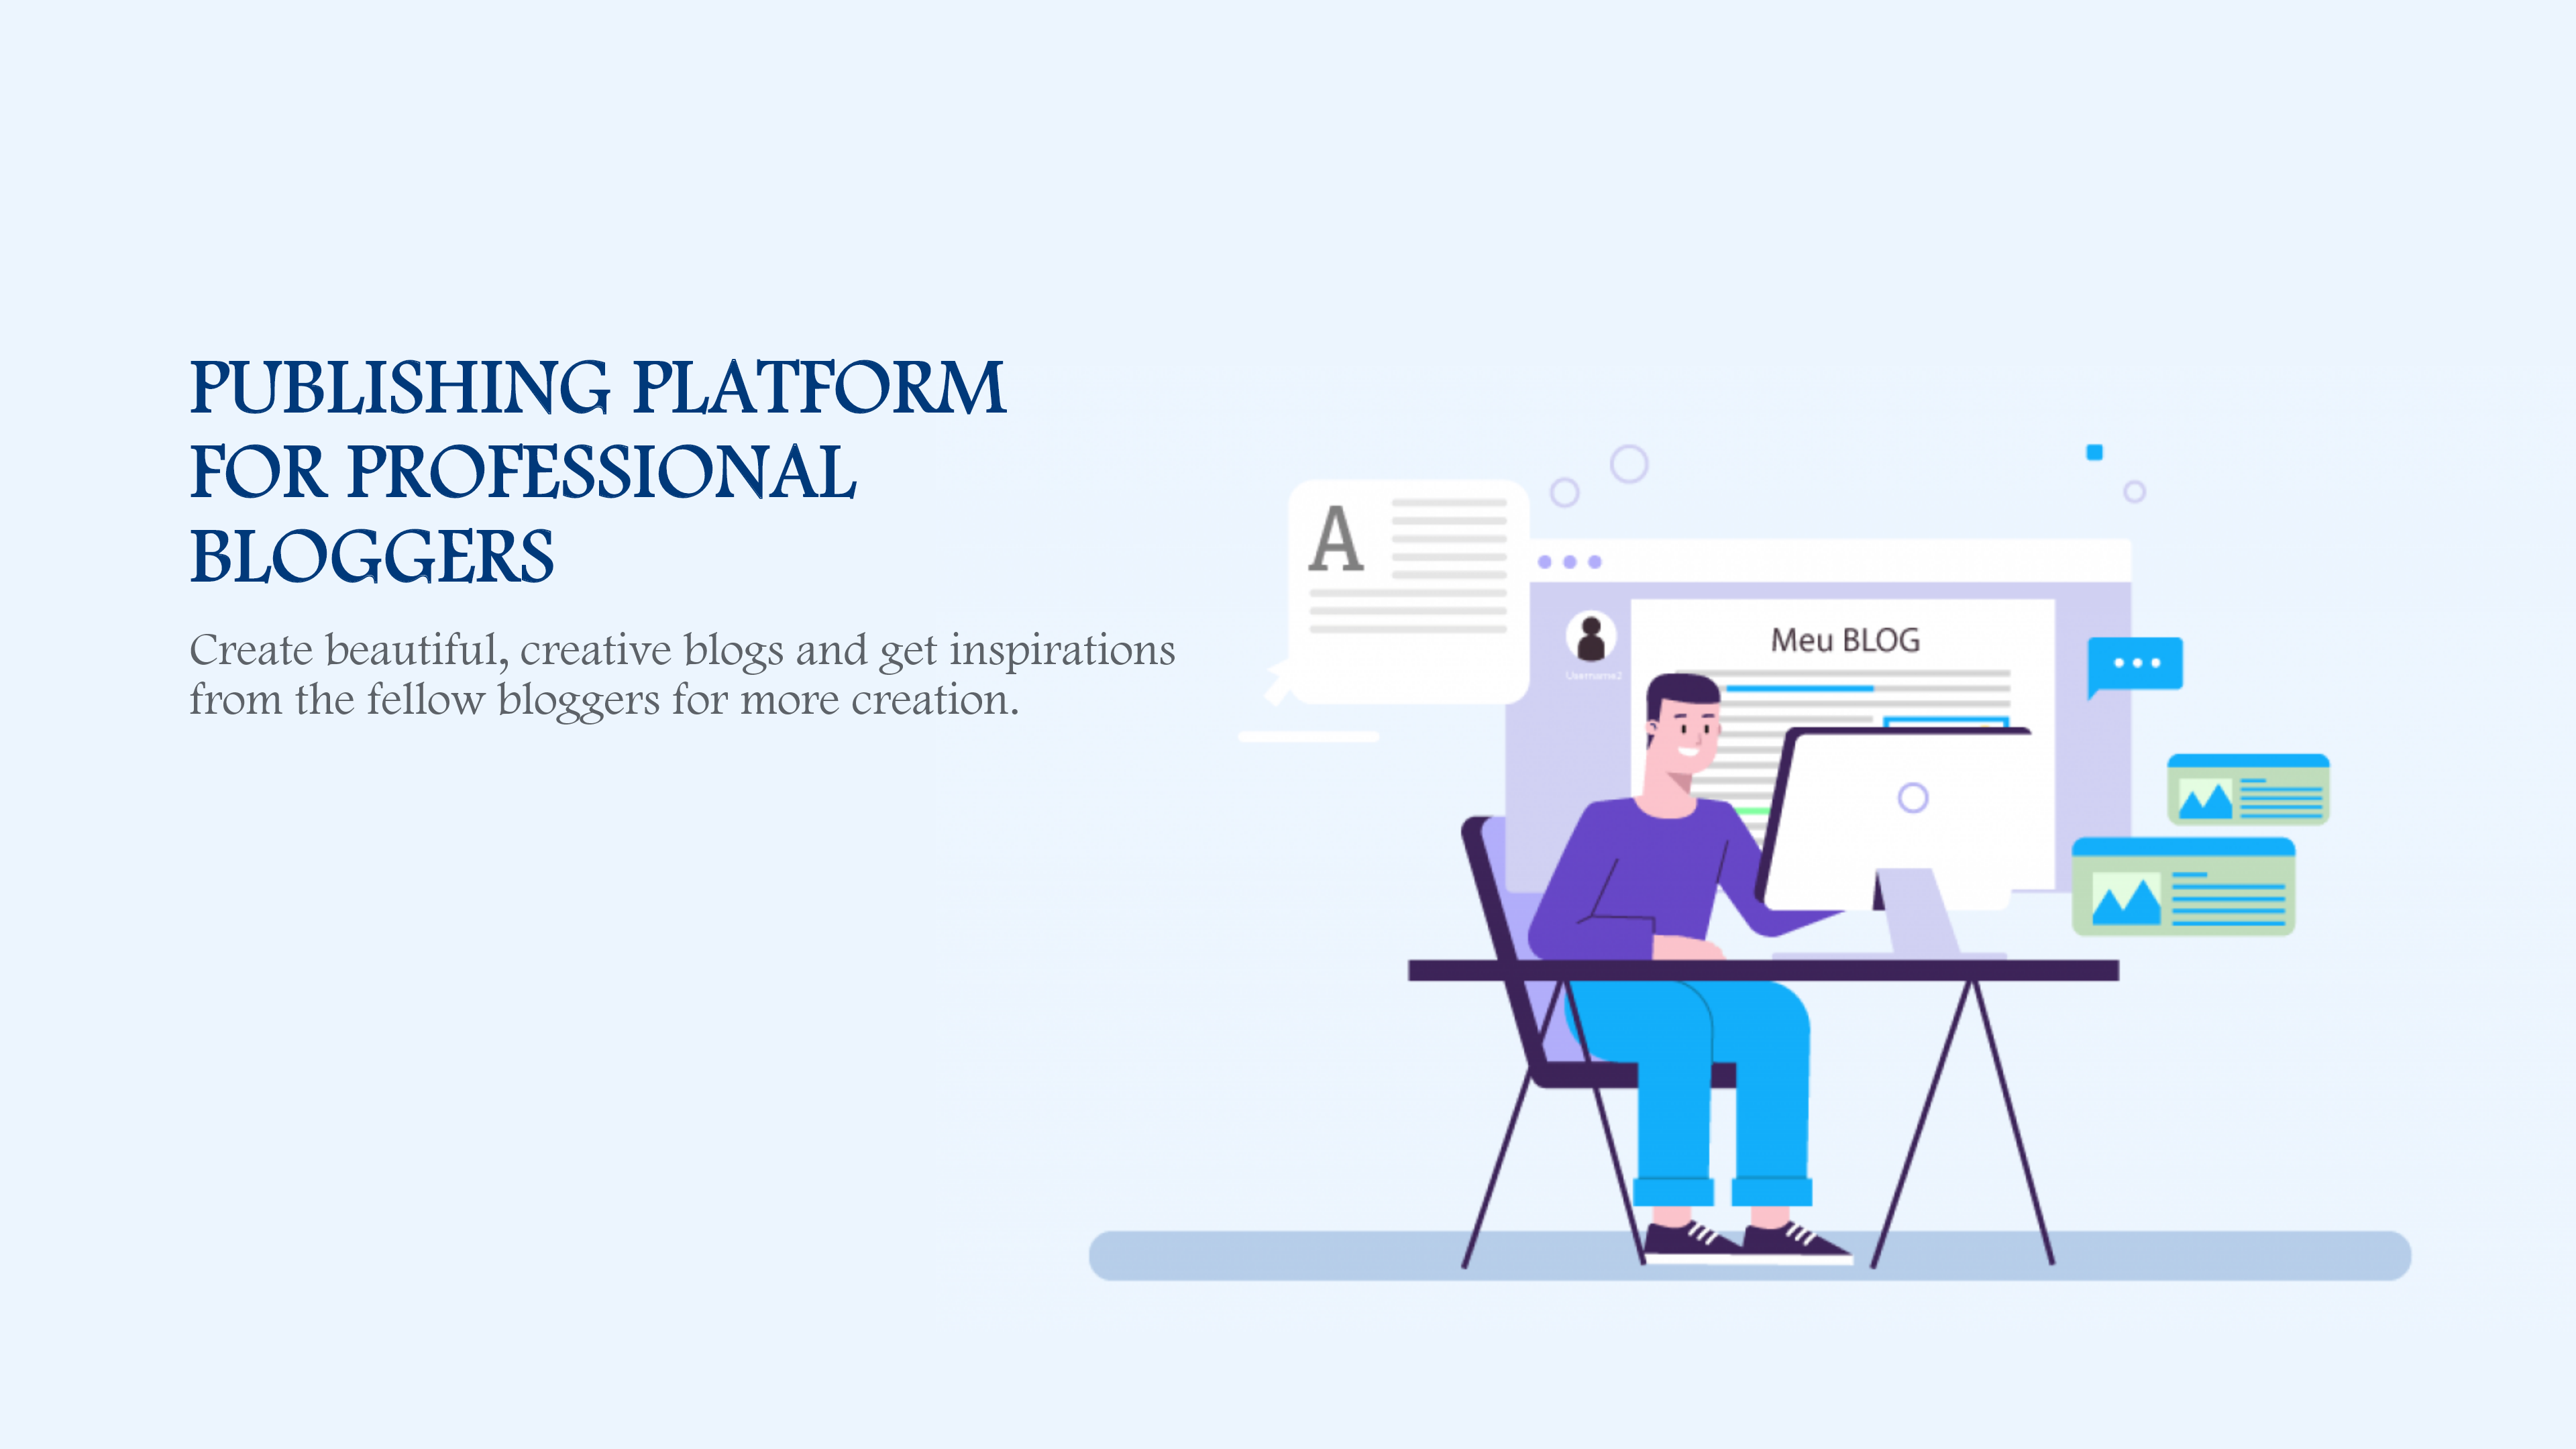 PUBLISHING PLATFORM
FOR PROFESSIONAL
BLOGGERS
Create beautiful, creative blogs and get inspirations
from the fellow bloggers for more creation.
A
Meu BLOG
Username2